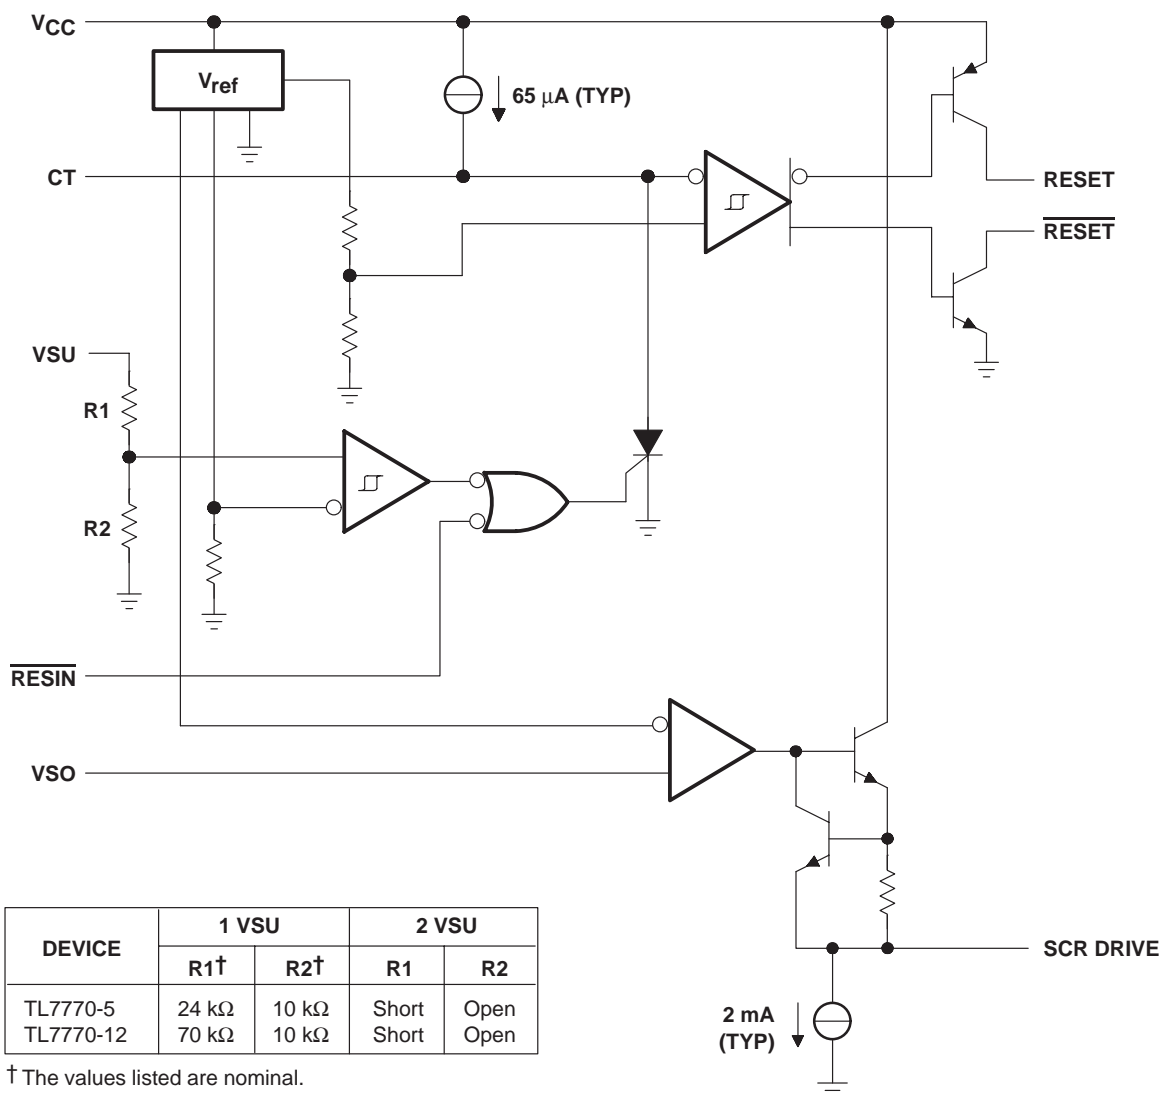 VCC
Vref
65 μA (TYP)
CT
RESET
RESET
VSU
R1
R2
RESIN
VSO
DEVICE 1 VSU 2 VSU
R1† R2† R1 R2
TL7770-5 24 kΩ 10 kΩ Short Open
TL7770-12 70 kΩ 10 kΩ Short Open
† The values listed are nominal.
SCR DRIVE
2 mA
(TYP)